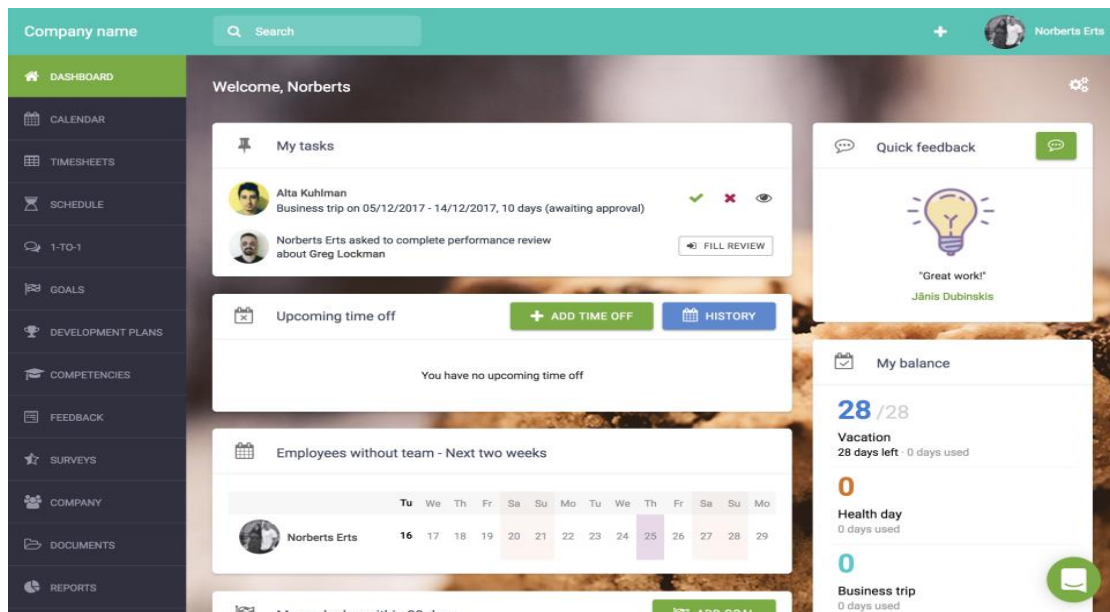 Company name
Search
Norberts Erts
DASHBOARD
CALENDAR
TIMESHEETS
SCHEDULE
1-TO-1
GOALS
DEVELOPMENT PLANS
COMPETENCIES
FEEDBACK
SURVEYS
COMPANY
DOCUMENTS
REPORTS
Welcome, Norberts
My tasks
Alta Kuhlman
Business trip on 05/12/2017 - 14/12/2017, 10 days (awaiting approval)
Norberts Erts asked to complete performance review
about Greg Lockman
FILL REVIEW
Upcoming time off
ADD TIME OFF
HISTORY
You have no upcoming time off
Employees without team - Next two weeks
Tu We Th Fr Sa Su Mo Tu We Th Fr Sa Su Mo
Norberts Erts 16 17 18 19 20 21 22 23 24 25 26 27 28 29
ADD GOAL
Quick feedback
"Great work!"
Jānis Dubinskis
My balance
28 /28
Vacation
28 days left · 0 days used
0
Health day
0 days used
0
Business trip
0 days used